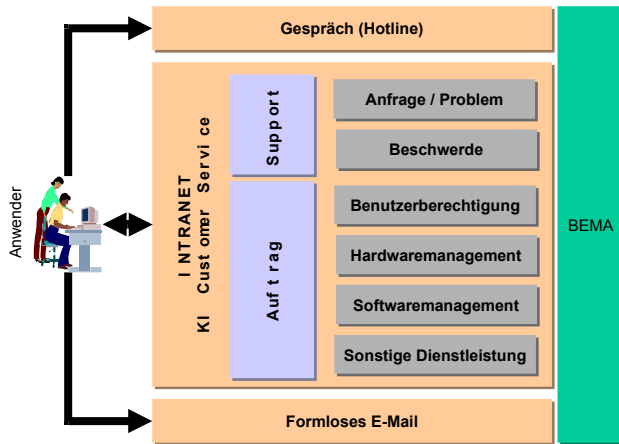 Gespräch (Hotline)
Anwender
INTRANET
KI Customer Service
Support
Anfrage / Problem
Beschwerde
Auftrag
Benutzerberechtigung
Hardwaremanagement
Softwaremanagement
Sonstige Dienstleistung
BEMA
Formloses E-Mail